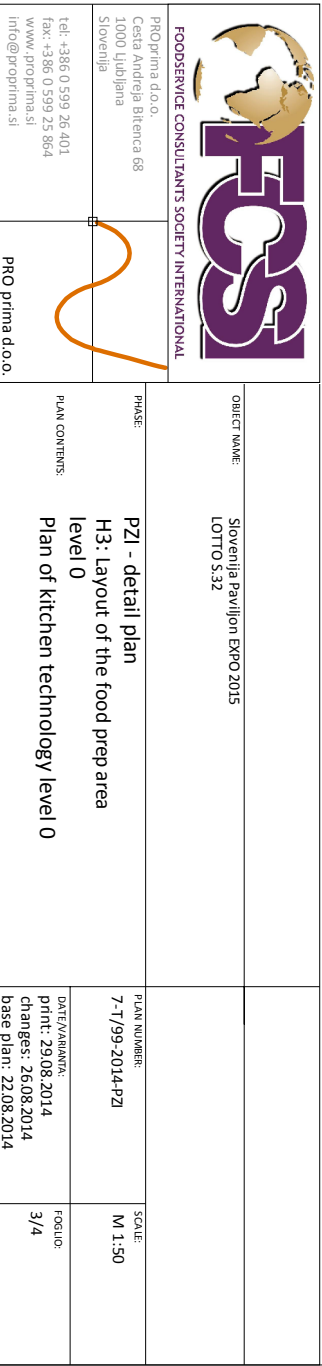 FCSI
FOODSERVICE CONSULTANTS SOCIETY INTERNATIONAL
PROprima d.o.o.
Cesta Andreja Bitenca 68
1000 Ljubljana
Slovenija
tel: +386 0 599 26 401
fax: +386 0 599 25 864
www.proprima.si
info@proprima.si
PRO prima d.o.o.
OBJECT NAME:
Slovenija Paviljon EXPO 2015
LOTTO S.32
PHASE:
PZI - detail plan
H3: Layout of the food prep area
level 0
PLAN CONTENTS:
Plan of kitchen technology level 0
PLAN NUMBER:
7-T/99-2014-PZI
SCALE:
M 1:50
DATE/VARIANTA:
print: 29.08.2014
changes: 26.08.2014
base plan: 22.08.2014
FOGLIO:
3/4